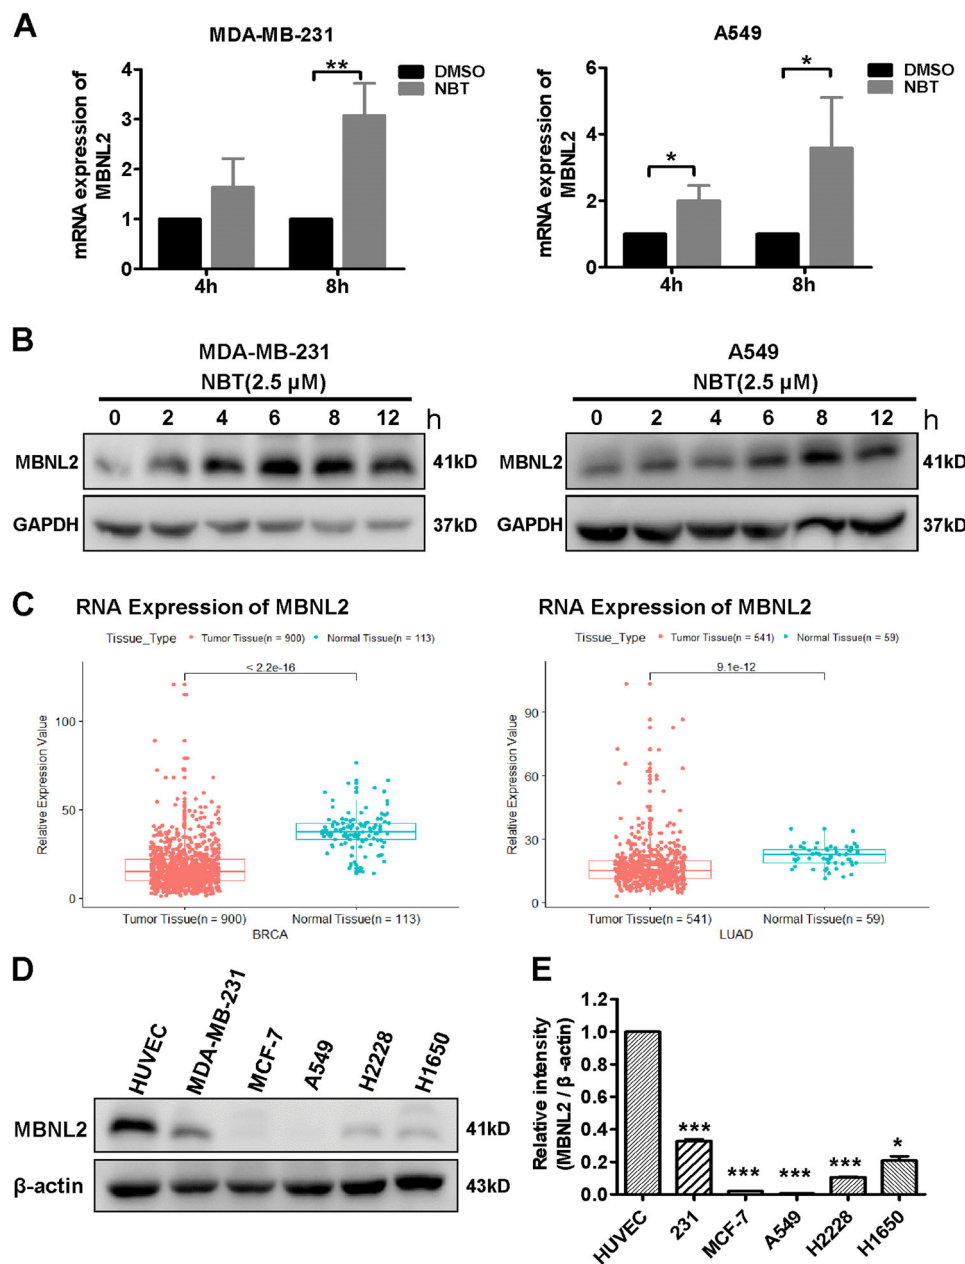 A
MDA-MB-231
mRNA expression of
MBNL2
4
3
2
1
0
**
DMSO
NBT
4h
8h
A549
mRNA expression of
MBNL2
6
4
2
0
*
*
DMSO
NBT
4h
8h
B
MDA-MB-231
NBT(2.5 μM)
0 2 4 6 8 12 h
MBNL2 41kD
GAPDH 37kD
A549
NBT(2.5 μM)
0 2 4 6 8 12 h
MBNL2 41kD
GAPDH 37kD
C
RNA Expression of MBNL2
Tissue_Type Tumor Tissue(n = 900) Normal Tissue(n = 113)
< 2.2e-16
Relative Expression Value
100
50
0
Tumor Tissue(n = 900) Normal Tissue(n = 113)
BRCA
RNA Expression of MBNL2
Tissue_Type Tumor Tissue(n = 541) Normal Tissue(n = 59)
9.1e-12
Relative Expression Value
90
60
30
0
Tumor Tissue(n = 541) Normal Tissue(n = 59)
LUAD
D
HUVEC MDA-MB-231 MCF-7 A549 H2228 H1650
MBNL2 41kD
β-actin 43kD
E
Relative intensity
(MBNL2 / β -actin)
1.2
1.0
0.8
0.6
0.4
0.2
0.0
*** *** *** *** *
HUVEC 231 MCF-7 A549 H2228 H1650